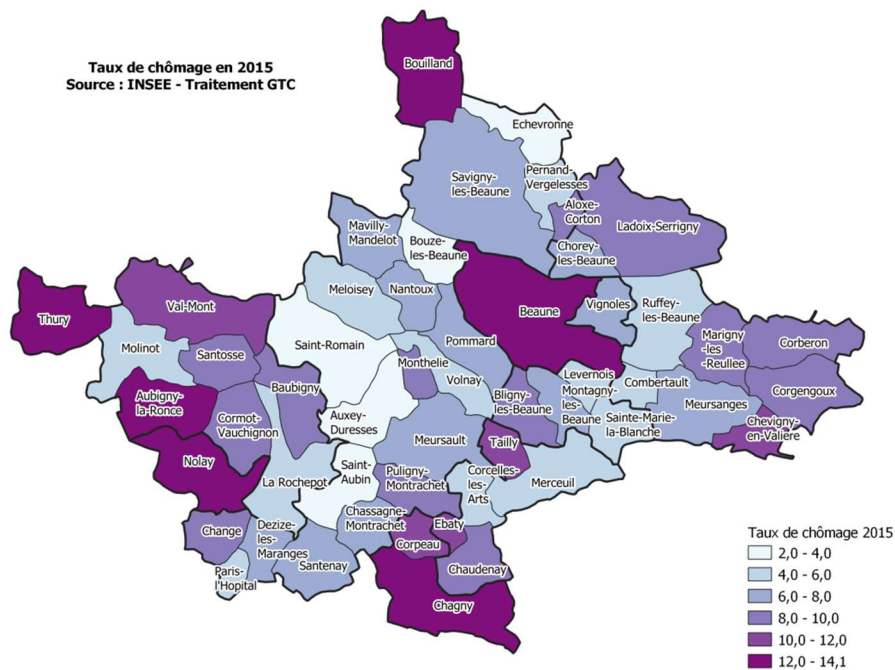 Taux de chômage en 2015
Source : INSEE - Traitement GTC
Bouilland
Echevronne
Savigny-
les-Beaune
Pernand-
Vergelesses
Aloxe-
Corton
Ladoix-Serrigny
Mavilly-
Mandelot
Bouze-
les-Beaune
Chorey-
les-Beaune
Thury
Val-Mont
Meloisey
Nantoux
Beaune
Vignoles
Ruffey-
les-Beaune
Molinot
Santosse
Saint-Romain
Pommard
Marigny
-les
-Reullee
Corberon
Baubigny
Monthelie
Volnay
Levernois
Montagny
-les-
Beaune
Combertault
Corgengoux
Aubigny-
la-Ronce
Cormot-
Vauchignon
Auxey-
Duresses
Bligny-
les-Beaune
Sainte-Marie-
la-Blanche
Meursanges
Chevigny-
en-Valiere
Meursault
Tailly
Nolay
La Rochepot
Saint-
Aubin
Puligny-
Montrachet
Corcelles
-les-
Arts
Merceuil
Change
Dezize-
les-
Maranges
Chassagne-
Montrachet
Ebaty
Corpeau
Paris-
l'Hopital
Santenay
Chaudenay
Chagny
Taux de chômage 2015
2,0 - 4,0
4,0 - 6,0
6,0 - 8,0
8,0 - 10,0
10,0 - 12,0
12,0 - 14,1